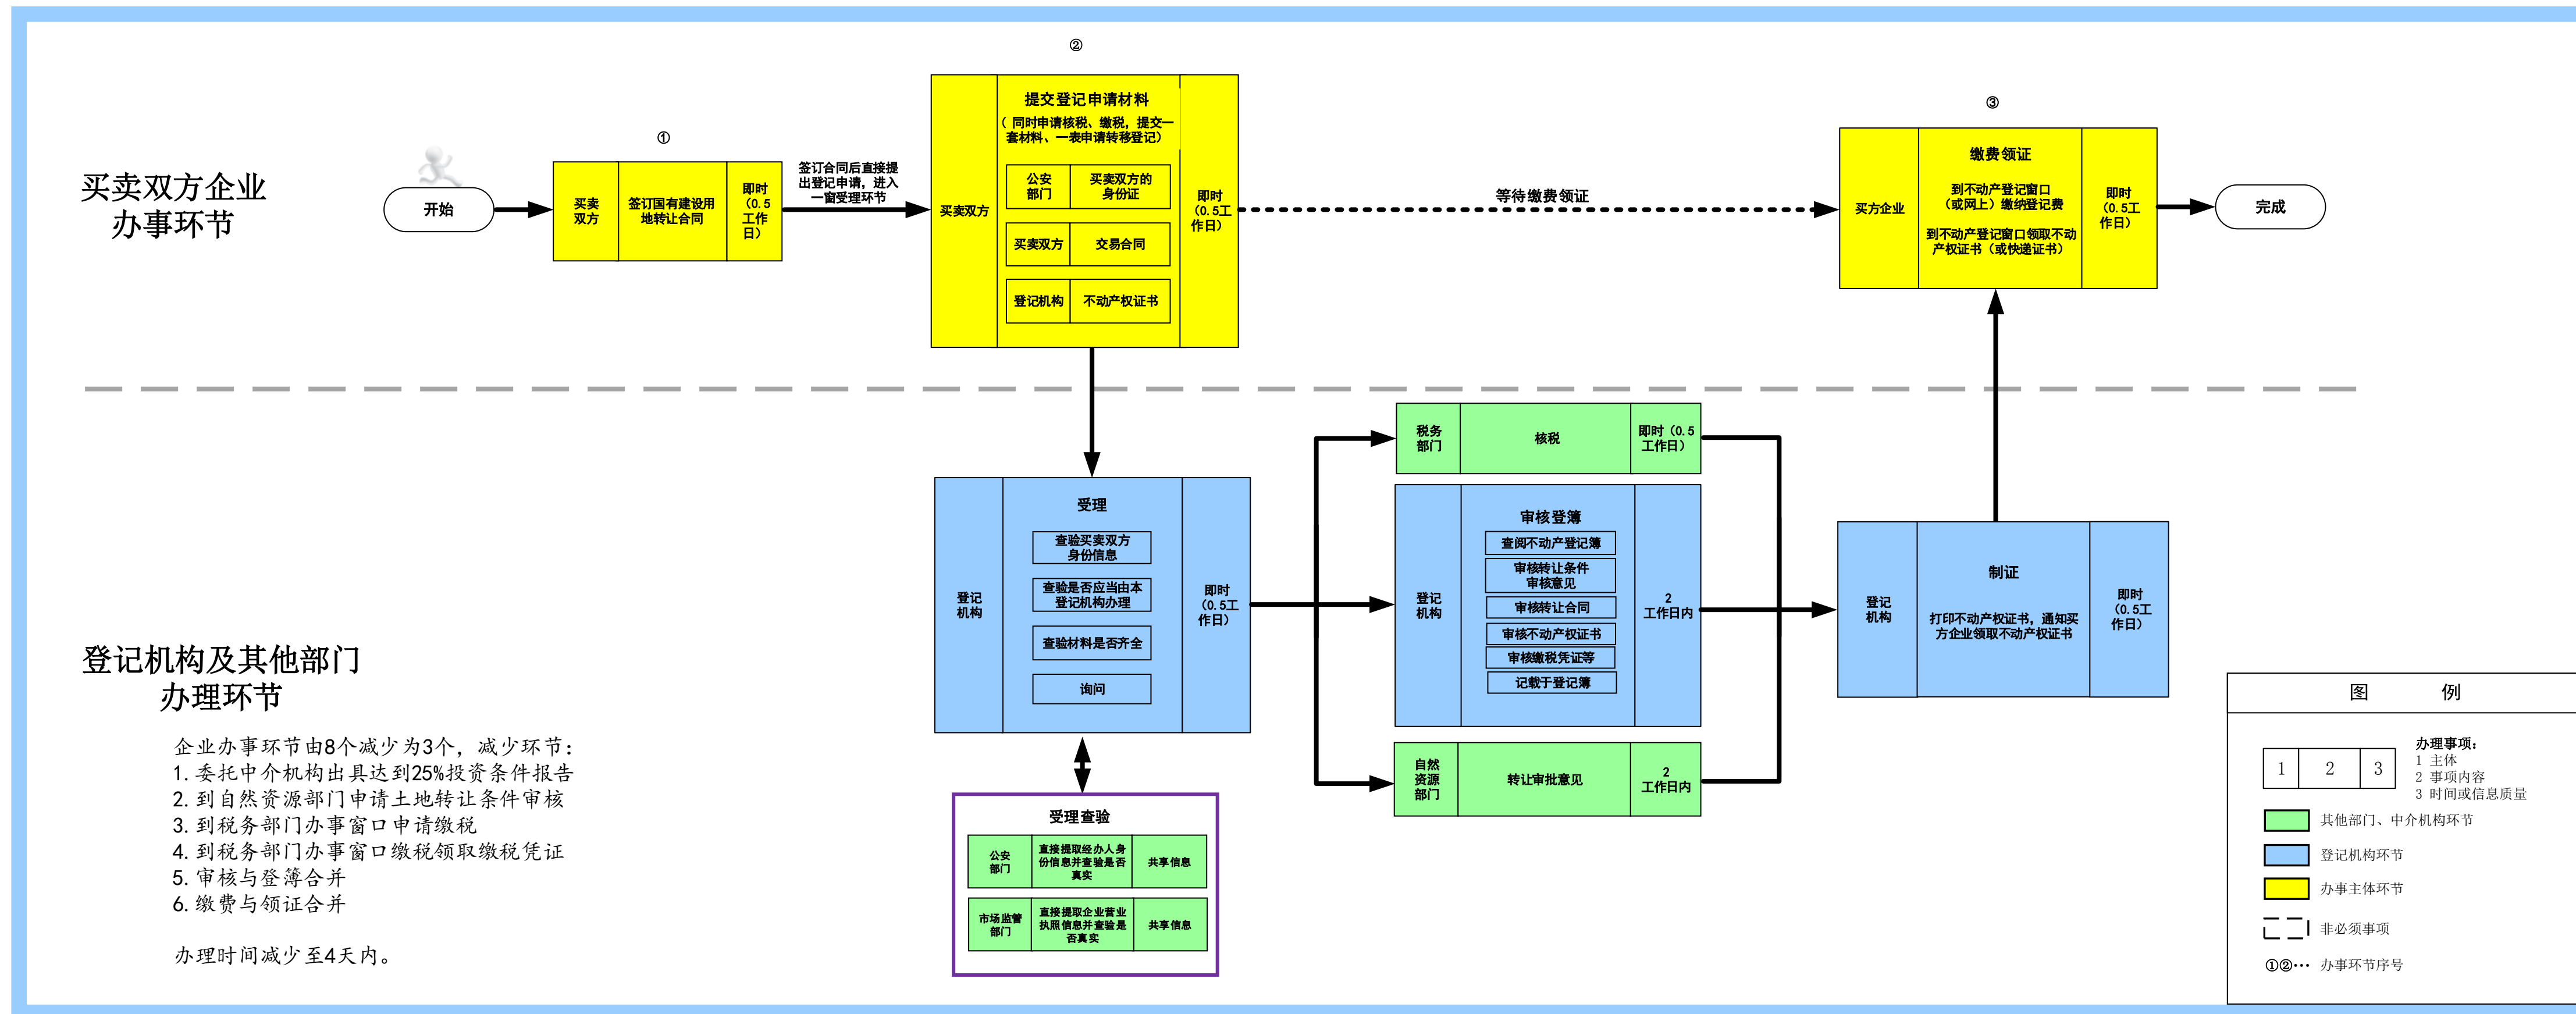 买卖双方企业
办事环节
开始
①
买卖
双方
签订国有建设用
地转让合同
即时
（0.5
工作
日）
签订合同后直接提
出登记申请，进入
一窗受理环节
②
买卖双方
提交登记申请材料
（ 同时申请核税、缴税，提交一
套材料、一表申请转移登记）
公安
部门
买卖双方的
身份证
买卖双方
交易合同
登记机构
不动产权证书
即时
（0.5工
作日）
等待缴费领证
③
买方企业
缴费领证
到不动产登记窗口
（或网上）缴纳登记费
到不动产登记窗口领取不动
产权证书（或快递证书）
即时
（0.5工
作日）
完成
登记机构及其他部门
办理环节
企业办事环节由8个减少为3个，减少环节：
1.委托中介机构出具达到25%投资条件报告
2.到自然资源部门申请土地转让条件审核
3.到税务部门办事窗口申请缴税
4.到税务部门办事窗口缴税领取缴税凭证
5.审核与登簿合并
6.缴费与领证合并
办理时间减少至4天内。
登记
机构
受理
查验买卖双方
身份信息
查验是否应当由本
登记机构办理
查验材料是否齐全
询问
即时
（0.5工
作日）
受理查验
公安
部门
直接提取经办人身
份信息并查验是否
真实
共享信息
市场监管
部门
直接提取企业营业
执照信息并查验是
否真实
共享信息
税务
部门
核税
即时（0.5
工作日）
登记
机构
审核登簿
查阅不动产登记簿
审核转让条件
审核意见
审核转让合同
审核不动产权证书
审核缴税凭证等
记载于登记簿
2
工作日内
自然
资源
部门
转让审批意见
2
工作日内
登记
机构
制证
打印不动产权证书，通知买
方企业领取不动产权证书
即时
（0.5工
作日）
图 例
1 2 3
办理事项：
1 主体
2 事项内容
3 时间或信息质量
其他部门、中介机构环节
登记机构环节
办事主体环节
非必须事项
①②… 办事环节序号